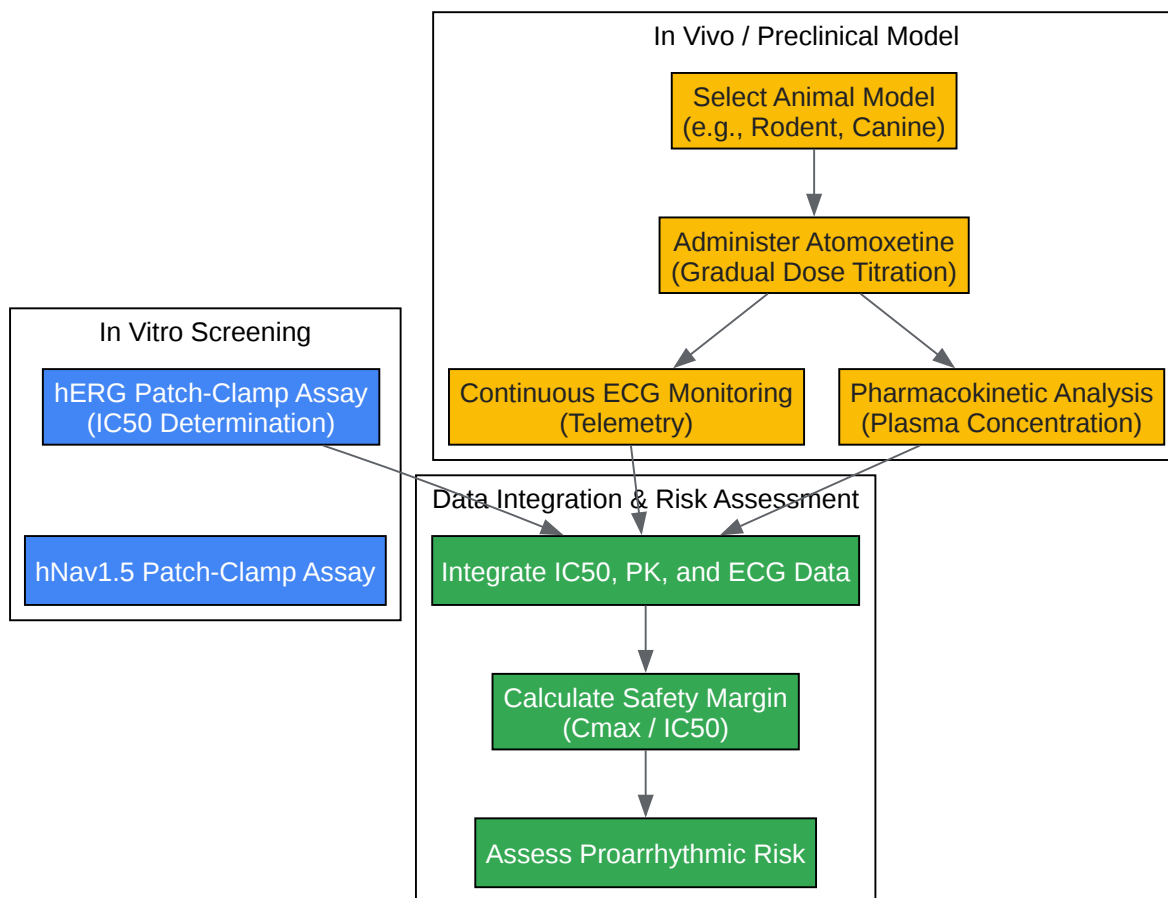 In Vivo / Preclinical Model
Select Animal Model
(e.g., Rodent, Canine)
Administer Atomoxetine
(Gradual Dose Titration)
In Vitro Screening
hERG Patch-Clamp Assay
(IC50 Determination)
Continuous ECG Monitoring
(Telemetry)
Pharmacokinetic Analysis
(Plasma Concentration)
hNav1.5 Patch-Clamp Assay
Data Integration & Risk Assessment
Integrate IC50, PK, and ECG Data
Calculate Safety Margin
(Cmax / IC50)
Assess Proarrhythmic Risk